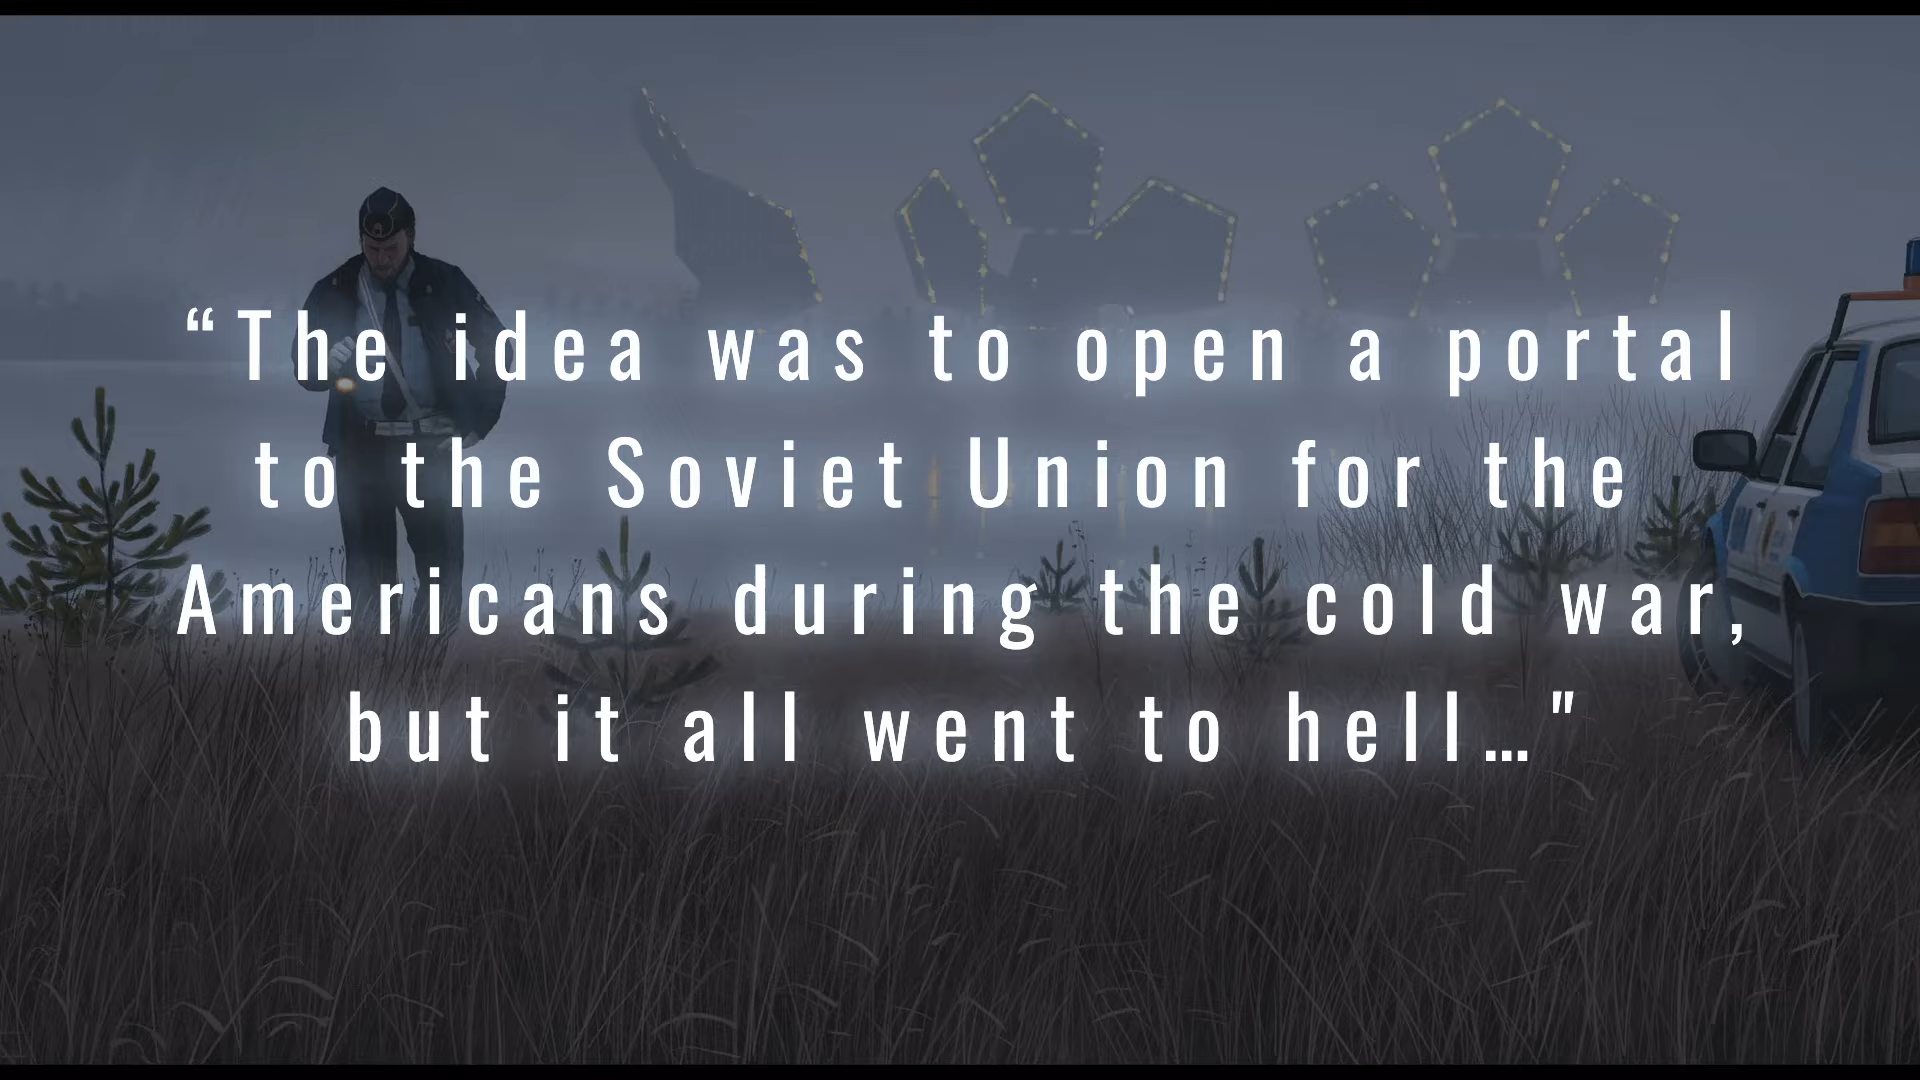 “The idea was to open a portal
to the Soviet Union for the
Americans during the cold war,
but it all went to hell…"